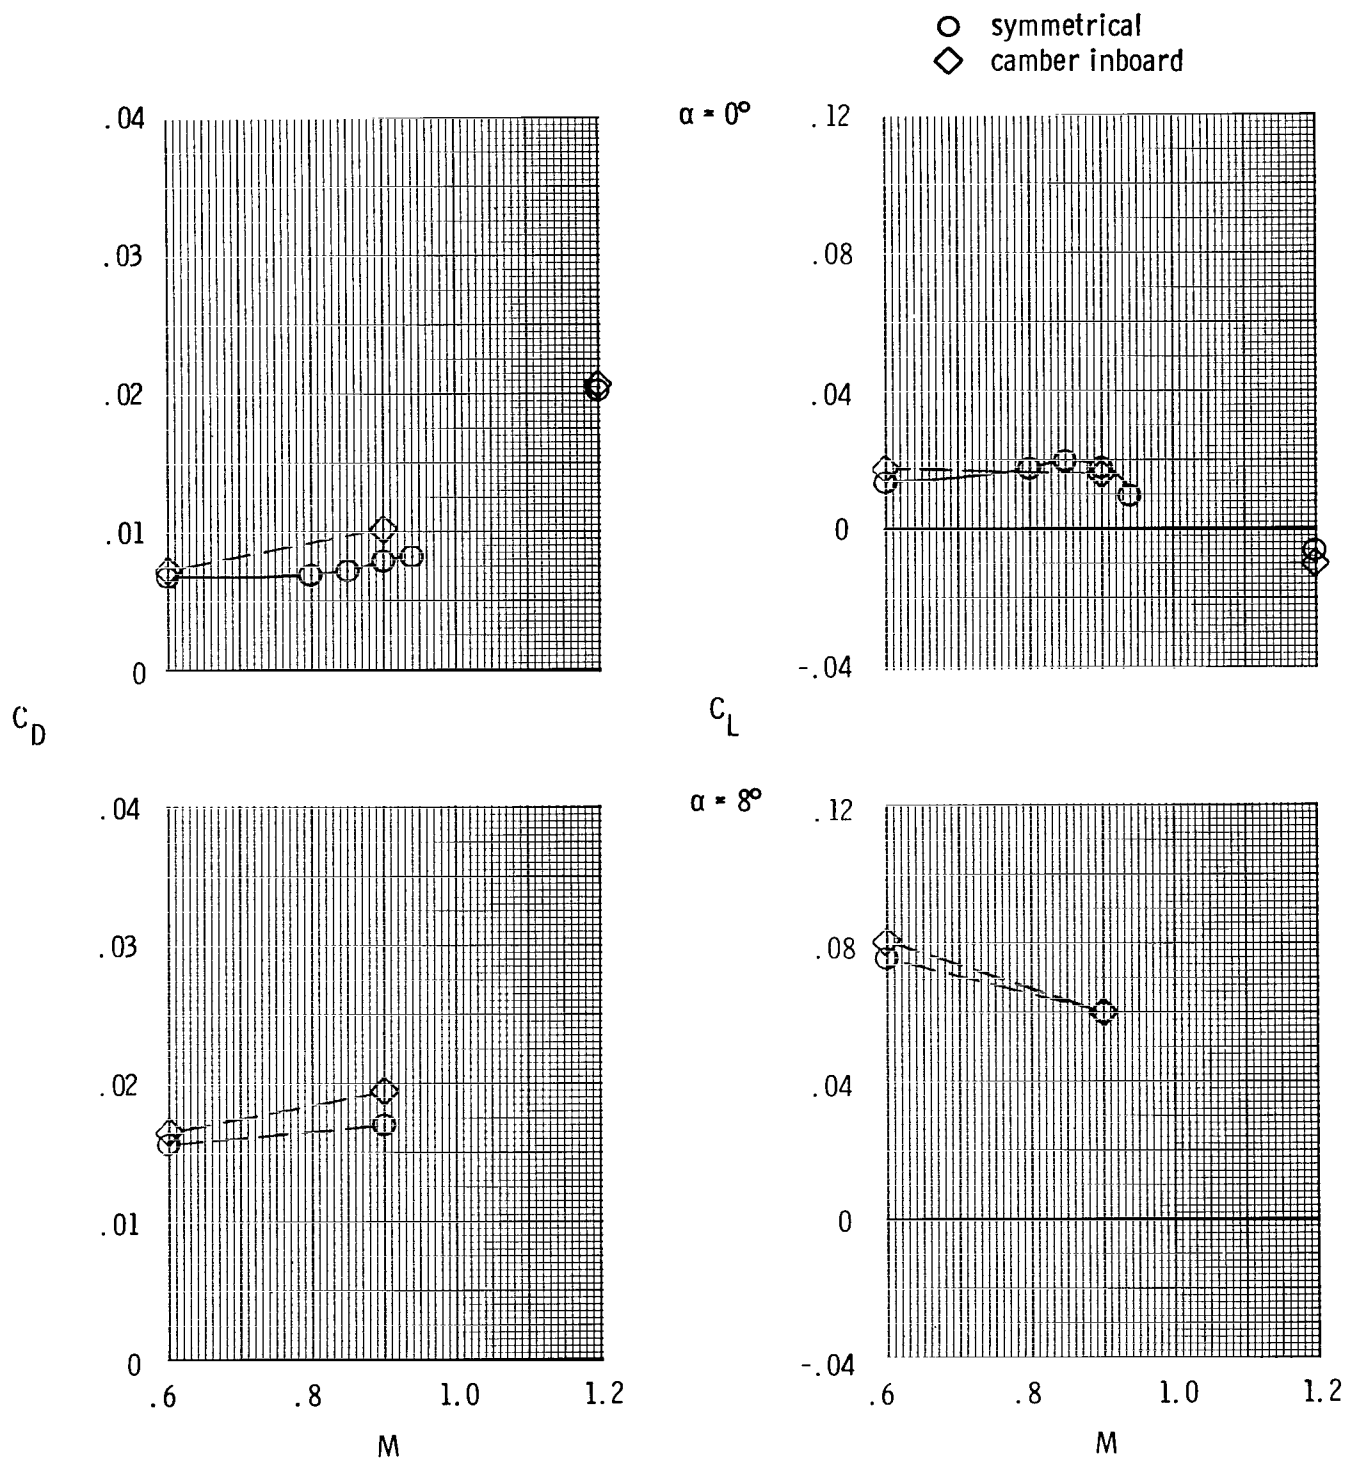 symmetrical
camber inboard
α = 0°
.04
.03
.02
.01
0
C_D
.12
.08
.04
0
-.04
C_L
α = 8°
.04
.03
.02
.01
0
.6 .8 1.0 1.2
M
.12
.08
.04
0
-.04
.6 .8 1.0 1.2
M